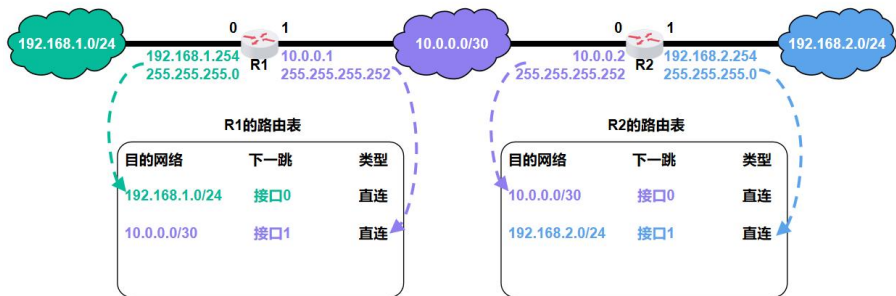 0 1 0 1
192.168.1.0/24 10.0.0.0/30 192.168.2.0/24
192.168.1.254 R1 10.0.0.1 10.0.0.2 R2 192.168.2.254
255.255.255.0 255.255.255.252 255.255.255.252 255.255.255.0
R1的路由表 R2的路由表
目的网络 下一跳 类型 目的网络 下一跳 类型
192.168.1.0/24 接口0 直连 10.0.0.0/30 接口0 直连
10.0.0.0/30 接口1 直连 192.168.2.0/24 接口1 直连